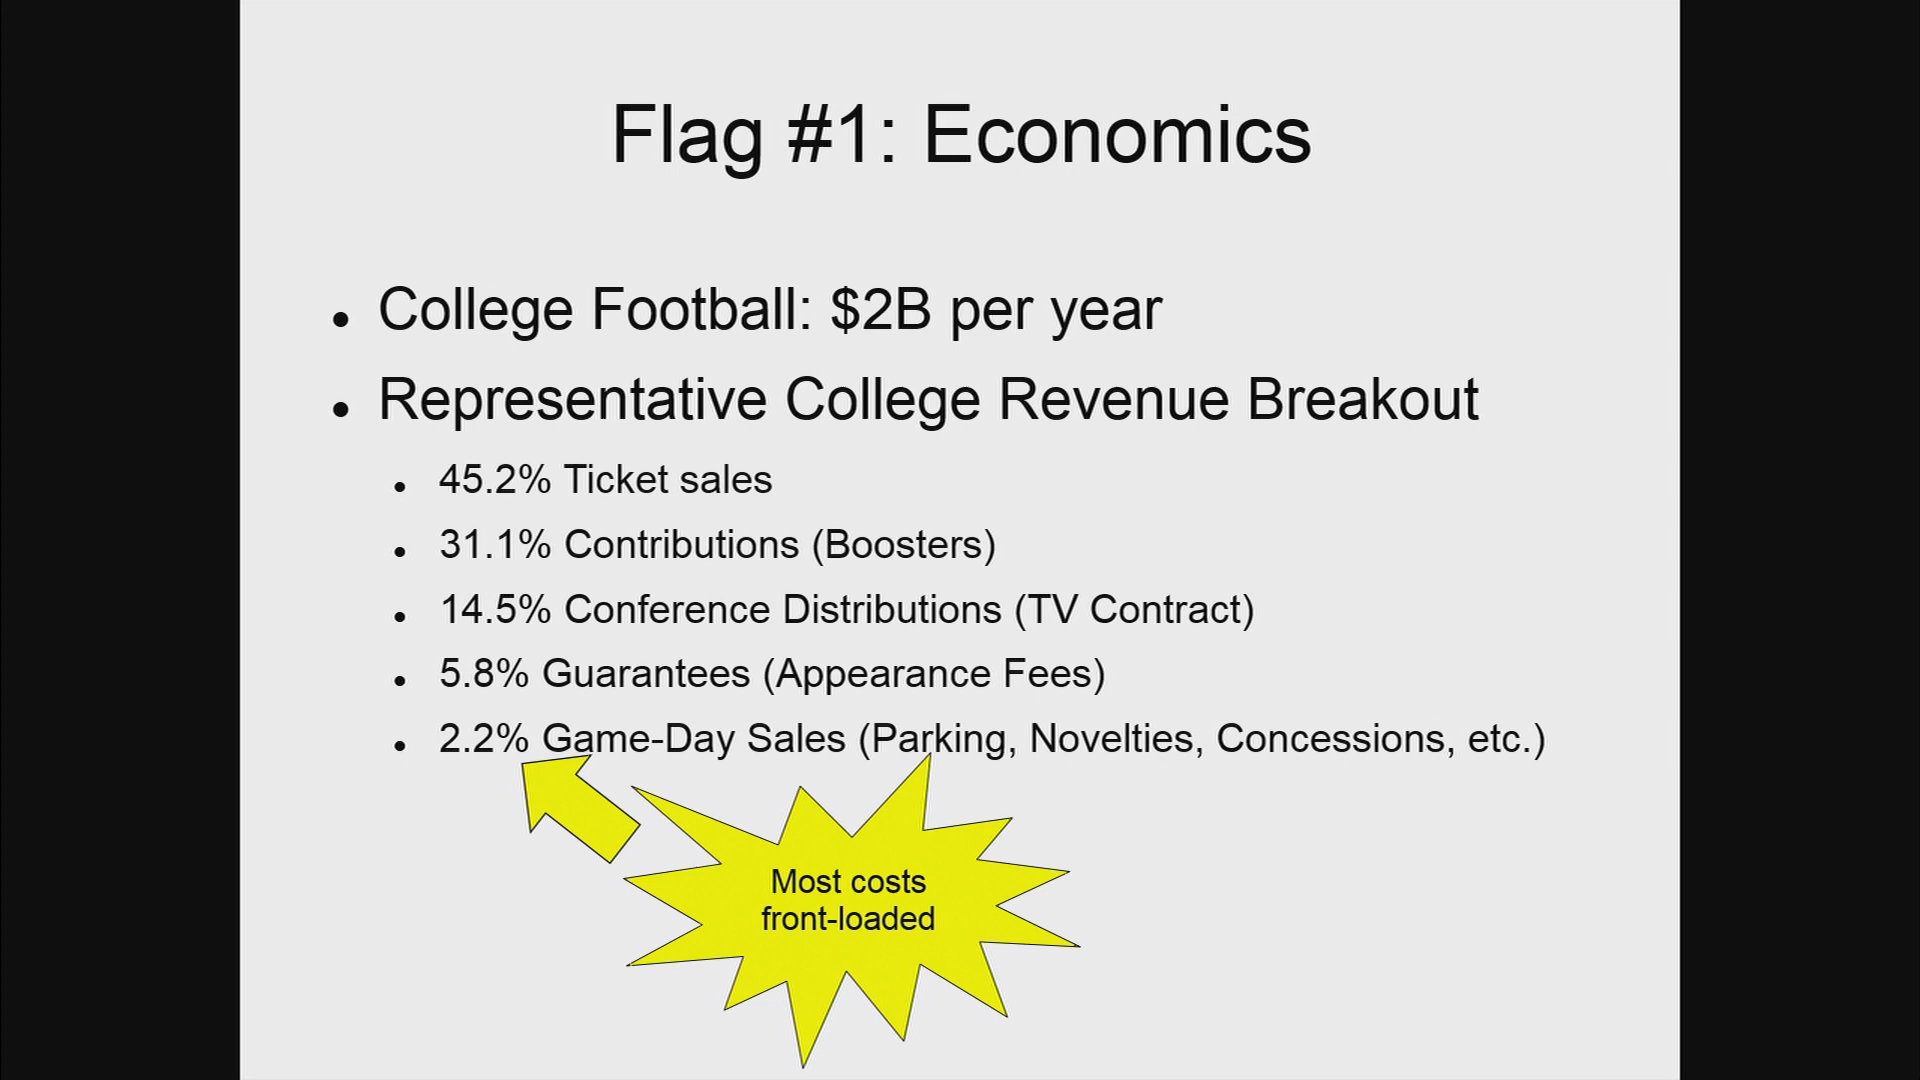 Flag #1: Economics
College Football: $2B per year
Representative College Revenue Breakout
45.2% Ticket sales
31.1% Contributions (Boosters)
14.5% Conference Distributions (TV Contract)
5.8% Guarantees (Appearance Fees)
2.2% Game-Day Sales (Parking, Novelties, Concessions, etc.)
Most costs
front-loaded